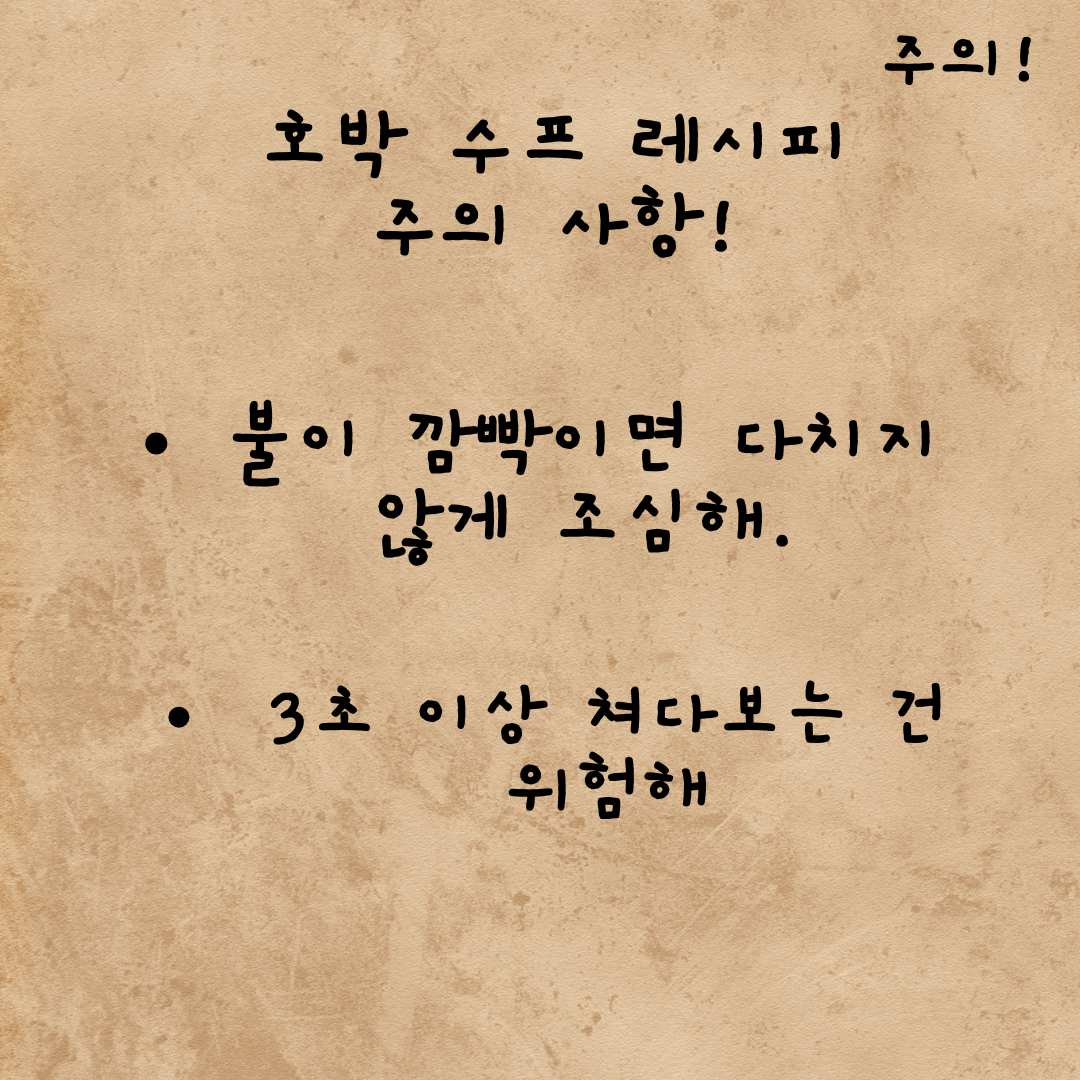 주의!
호박 수프 레시피
주의 사항!
• 불이 깜빡이면 다치지
않게 조심해.
• 3초 이상 쳐다보는 건
위험해